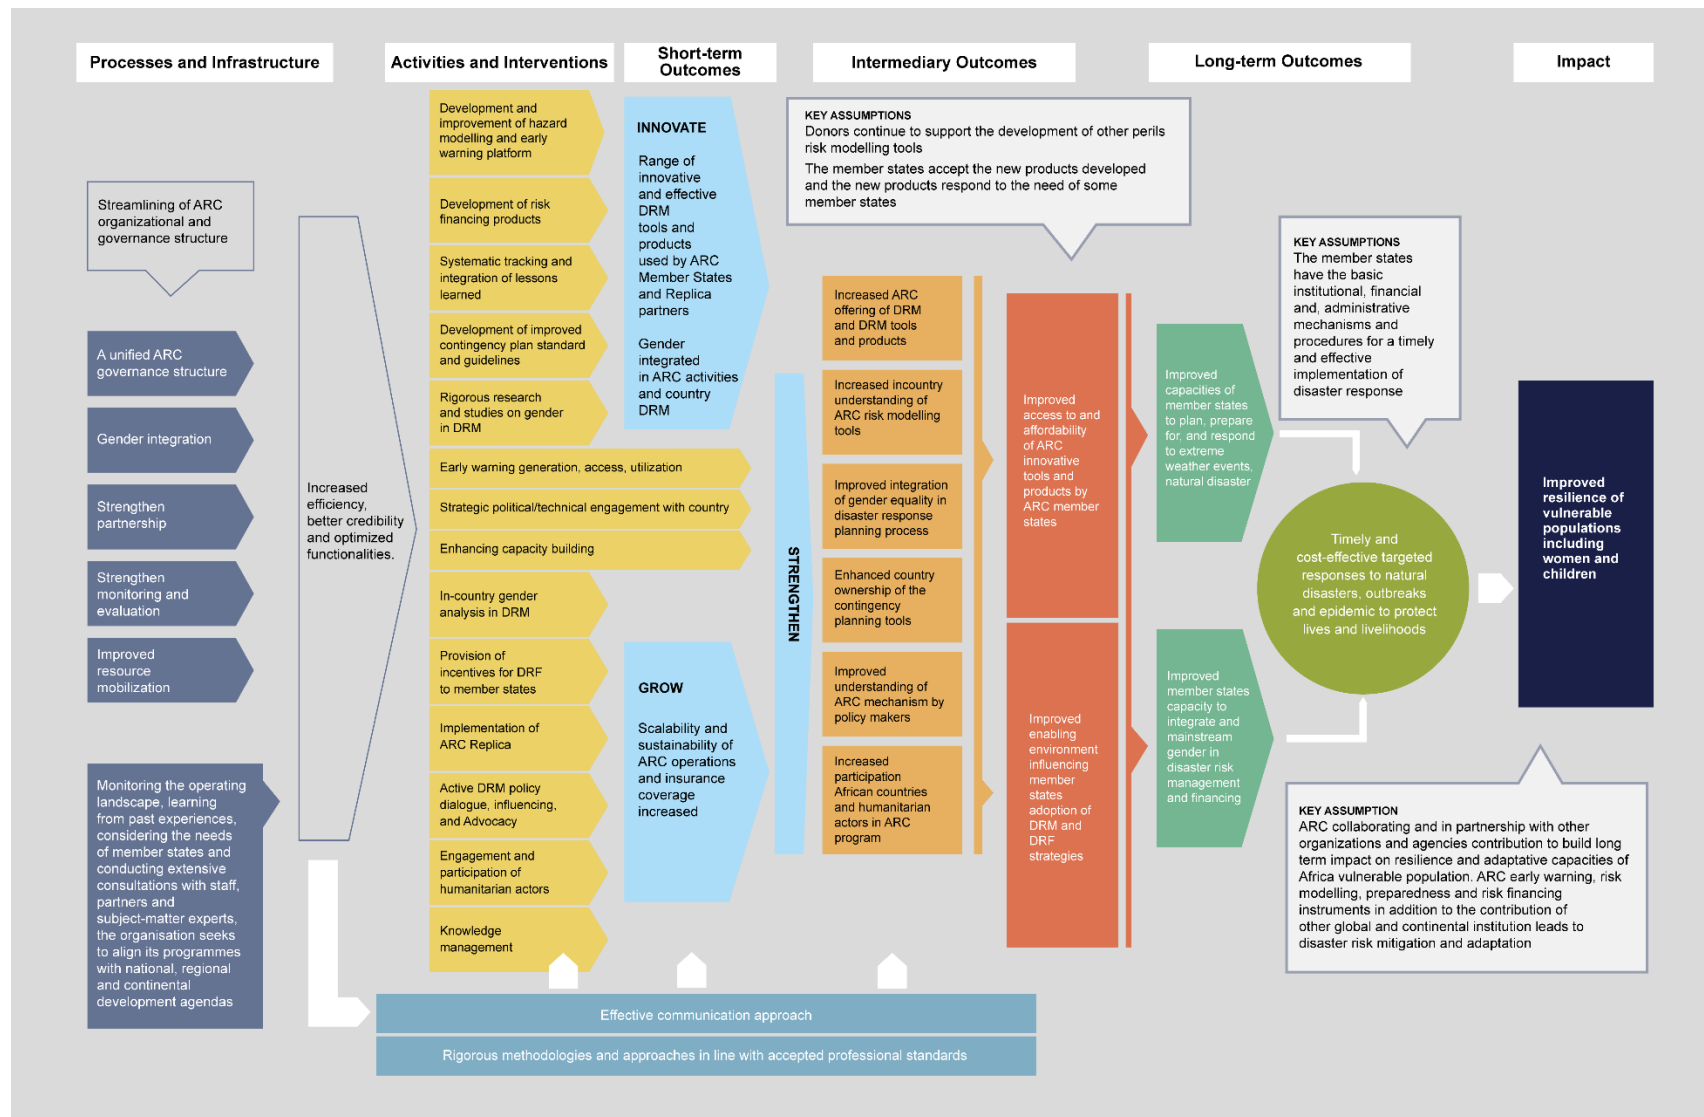 Processes and Infrastructure
Activities and Interventions
Short-term
Outcomes
Intermediary Outcomes
Long-term Outcomes
Impact
Streamlining of ARC
organizational and
governance structure
A unified ARC
governance structure
Gender integration
Strengthen
partnership
Strengthen
monitoring and
evaluation
Improved
resource
mobilization
Monitoring the operating
landscape, learning
from past experiences,
considering the needs
of member states and
conducting extensive
consultations with staff,
partners and
subject-matter experts,
the organisation seeks
to align its programmes
with national, regional
and continental
development agendas
Increased
efficiency,
better credibility
and optimized
functionalities.
Development and
improvement of hazard
modelling and early
warning platform
Development of risk
financing products
Systematic tracking and
integration of lessons
learned
Development of improved
contingency plan standard
and guidelines
Rigorous research
and studies on gender
in DRM
Early warning generation, access, utilization
Strategic political/technical engagement with country
Enhancing capacity building
In-country gender
analysis in DRM
Provision of
incentives for DRF
to member states
Implementation of
ARC Replica
Active DRM policy
dialogue, influencing,
and Advocacy
Engagement and
participation of
humanitarian actors
Knowledge
management
INNOVATE
Range of
innovative
and effective
DRM
tools and
products
used by ARC
Member States
and Replica
partners
Gender
integrated
in ARC activities
and country
DRM
GROW
Scalability and
sustainability of
ARC operations
and insurance
coverage
increased
STRENGTHEN
KEY ASSUMPTIONS
Donors continue to support the development of other perils
risk modelling tools
The member states accept the new products developed
and the new products respond to the need of some
member states
Increased ARC
offering of DRM
and DRM tools
and products
Increased incountry
understanding of
ARC risk modelling
tools
Improved integration
of gender equality in
disaster response
planning process
Enhanced country
ownership of the
contingency
planning tools
Improved
understanding of
ARC mechanism by
policy makers
Increased
participation
African countries
and humanitarian
actors in ARC
program
Improved
access to and
affordability
of ARC
innovative
tools and
products by
ARC member
states
Improved
enabling
environment
influencing
member
states
adoption of
DRM and
DRF
strategies
Improved
capacities of
member states
to plan, prepare
for, and respond
to extreme
weather events,
natural disaster
Improved
member states
capacity to
integrate and
mainstream
gender in
disaster risk
management
and financing
KEY ASSUMPTIONS
The member states
have the basic
institutional, financial
and, administrative
mechanisms and
procedures for a timely
and effective
implementation of
disaster response
Timely and
cost-effective targeted
responses to natural
disasters, outbreaks
and epidemic to protect
lives and livelihoods
Improved
resilience of
vulnerable
populations
including
women and
children
KEY ASSUMPTION
ARC collaborating and in partnership with other
organizations and agencies contribution to build long
term impact on resilience and adaptative capacities of
Africa vulnerable population. ARC early warning, risk
modelling, preparedness and risk financing
instruments in addition to the contribution of
other global and continental institution leads to
disaster risk mitigation and adaptation
Effective communication approach
Rigorous methodologies and approaches in line with accepted professional standards